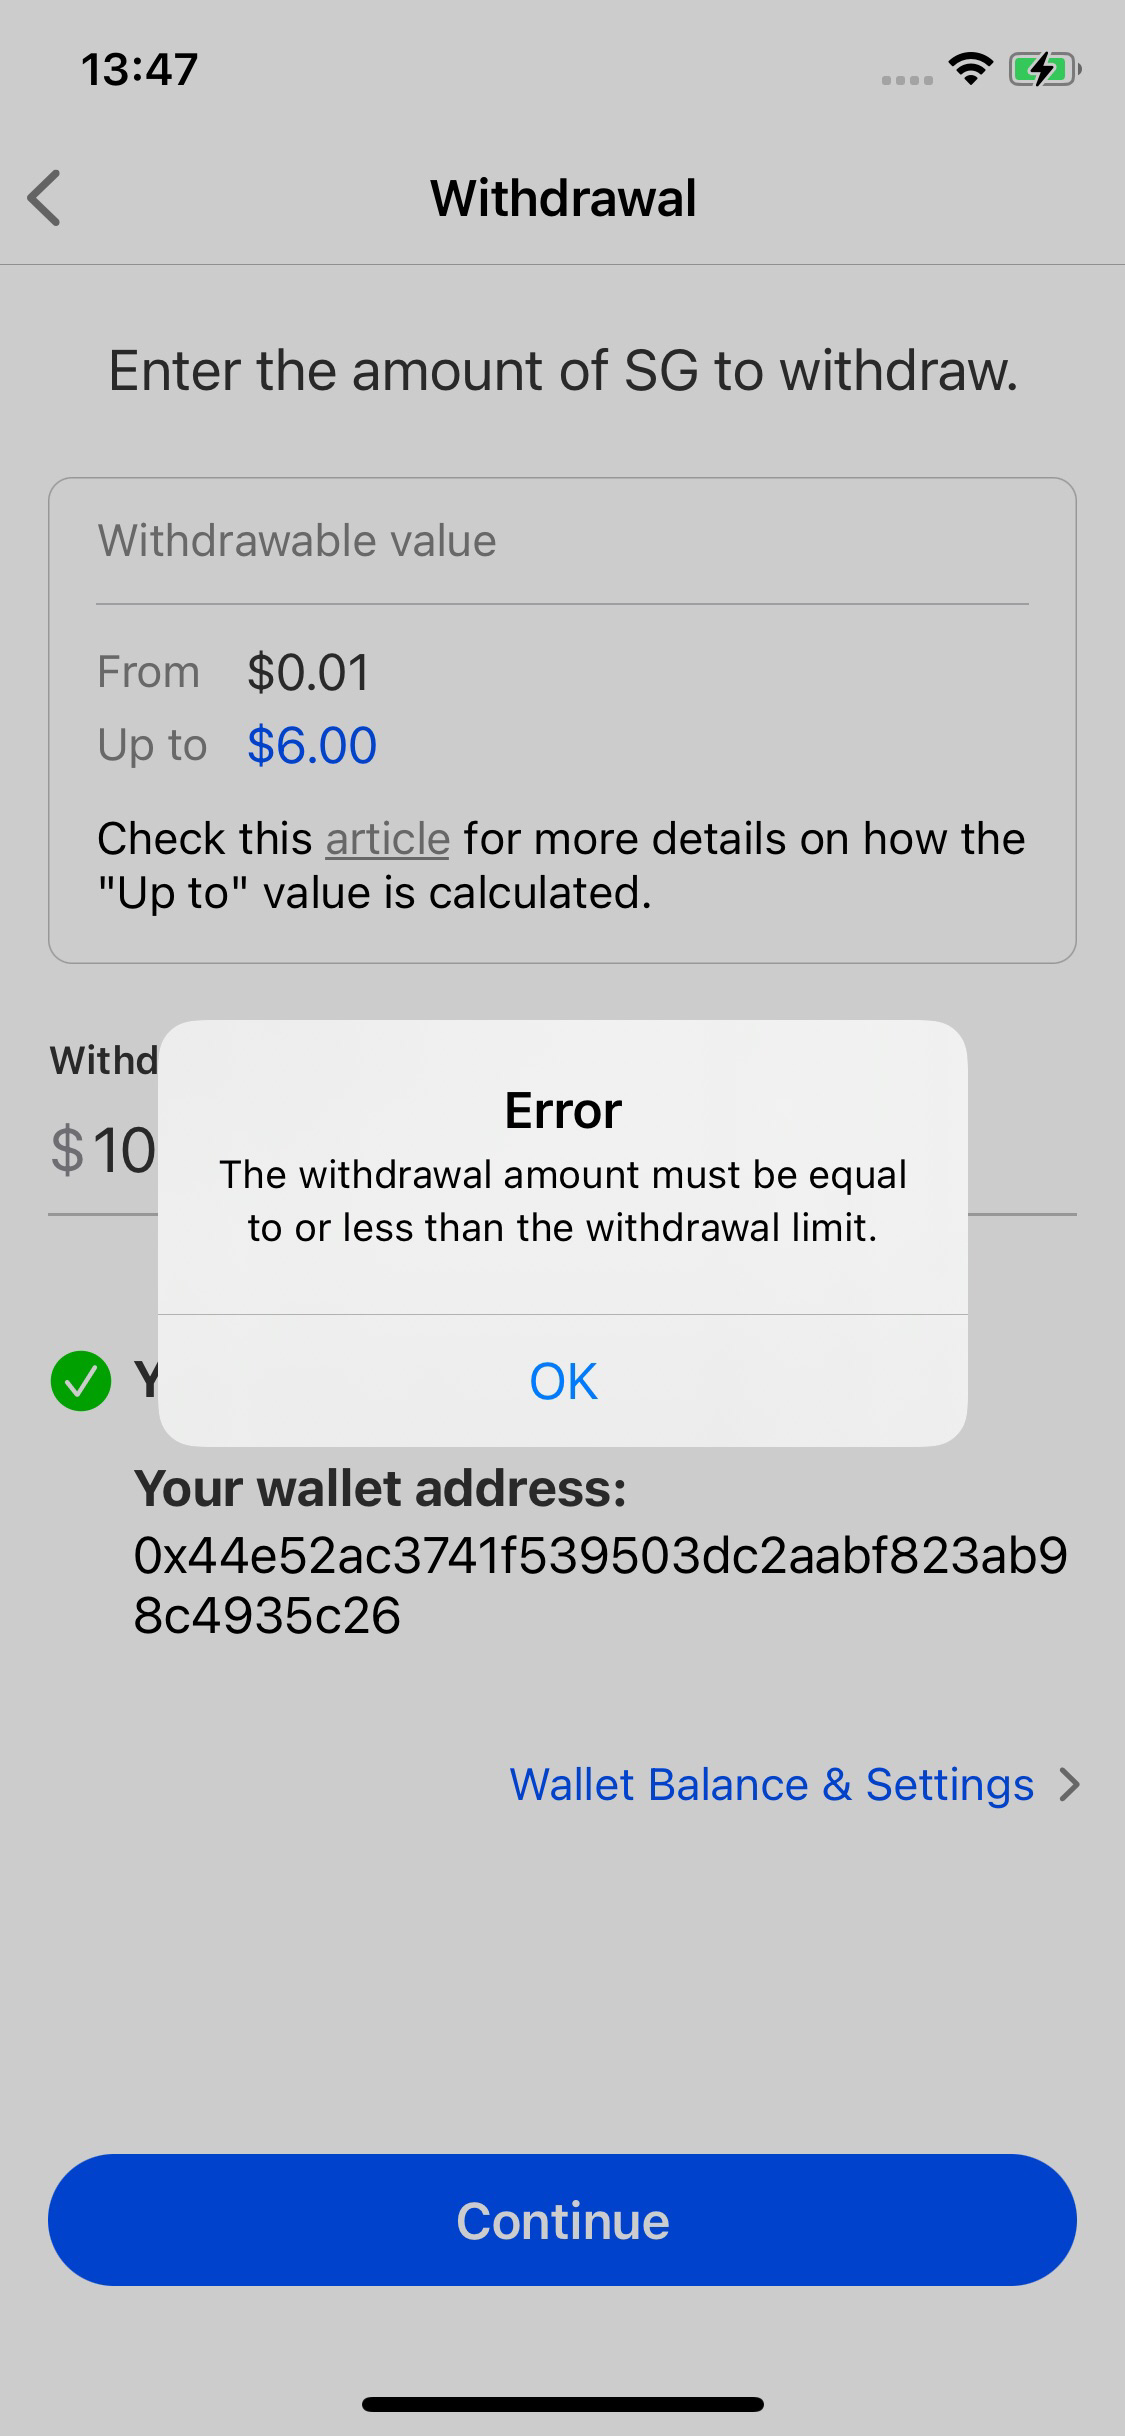 13:47
Withdrawal
Enter the amount of SG to withdraw.
Withdrawable value
From $0.01
Up to $6.00
Check this article for more details on how the
"Up to" value is calculated.
$ 10
Error
The withdrawal amount must be equal
to or less than the withdrawal limit.
OK
Your wallet address:
0x44e52ac3741f539503dc2aabf823ab9
8c4935c26
Wallet Balance & Settings
Continue